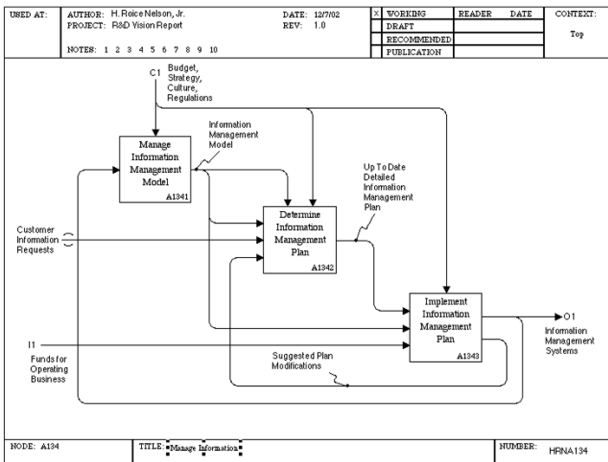 USED AT:
AUTHOR: H. Roice Nelson, Jr.
PROJECT: R&D Vision Report
NOTES: 1 2 3 4 5 6 7 8 9 10
DATE: 12/7/02
REV: 1.0
X WORKING
DRAFT
RECOMMENDED
PUBLICATION
READER DATE
CONTEXT:
Top
C1
Budget,
Strategy,
Culture,
Regulations
Manage
Information
Management
Model
A1341
Information
Management
Model
Up To Date
Detailed
Information
Management
Plan
Customer
Information
Requests
Determine
Information
Management
Plan
A1342
Implement
Information
Management
Plan
A1343
O1
Information
Management
Systems
I1
Funds for
Operating
Business
Suggested Plan
Modifications
NODE: A134
TITLE: Manage Information
NUMBER: HRNA134